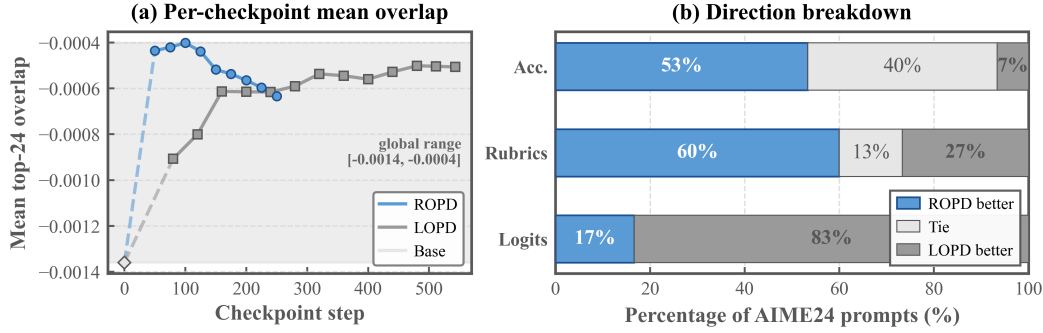 (a) Per-checkpoint mean overlap
Mean top-24 overlap
−0.0004
−0.0006
−0.0008
−0.0010
−0.0012
−0.0014
global range
[-0.0014, -0.0004]
ROPD
LOPD
Base
0 100 200 300 400 500
Checkpoint step
(b) Direction breakdown
Acc. 53% 40% 7%
Rubrics 60% 13% 27%
Logits 17% 83%
ROPD better
Tie
LOPD better
0 20 40 60 80 100
Percentage of AIME24 prompts (%)